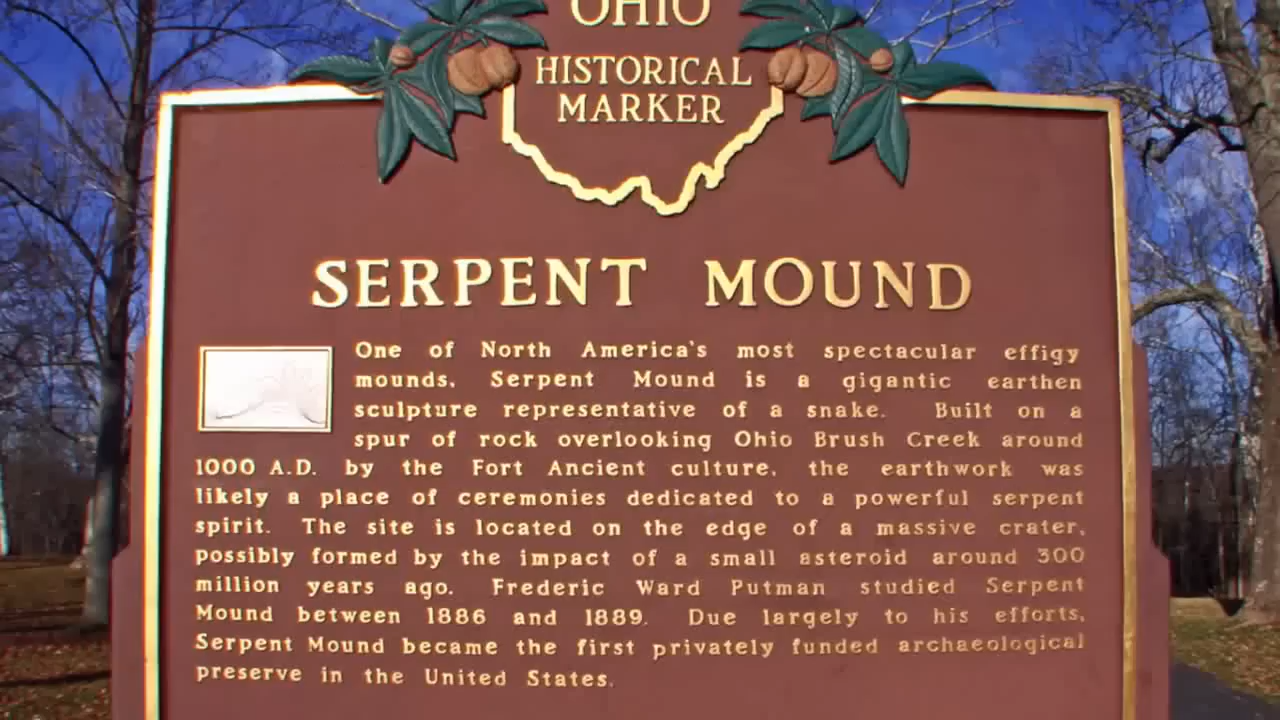 OHIO
HISTORICAL
MARKER
SERPENT MOUND
One of North America's most spectacular effigy
mounds, Serpent Mound is a gigantic earthen
sculpture representative of a snake. Built on a
spur of rock overlooking Ohio Brush Creek around
1000 A.D. by the Fort Ancient culture, the earthwork was
likely a place of ceremonies dedicated to a powerful serpent
spirit. The site is located on the edge of a massive crater,
possibly formed by the impact of a small asteroid around 300
million years ago. Frederic Ward Putman studied Serpent
Mound between 1886 and 1889. Due largely to his efforts,
Serpent Mound became the first privately funded archaeological
preserve in the United States.